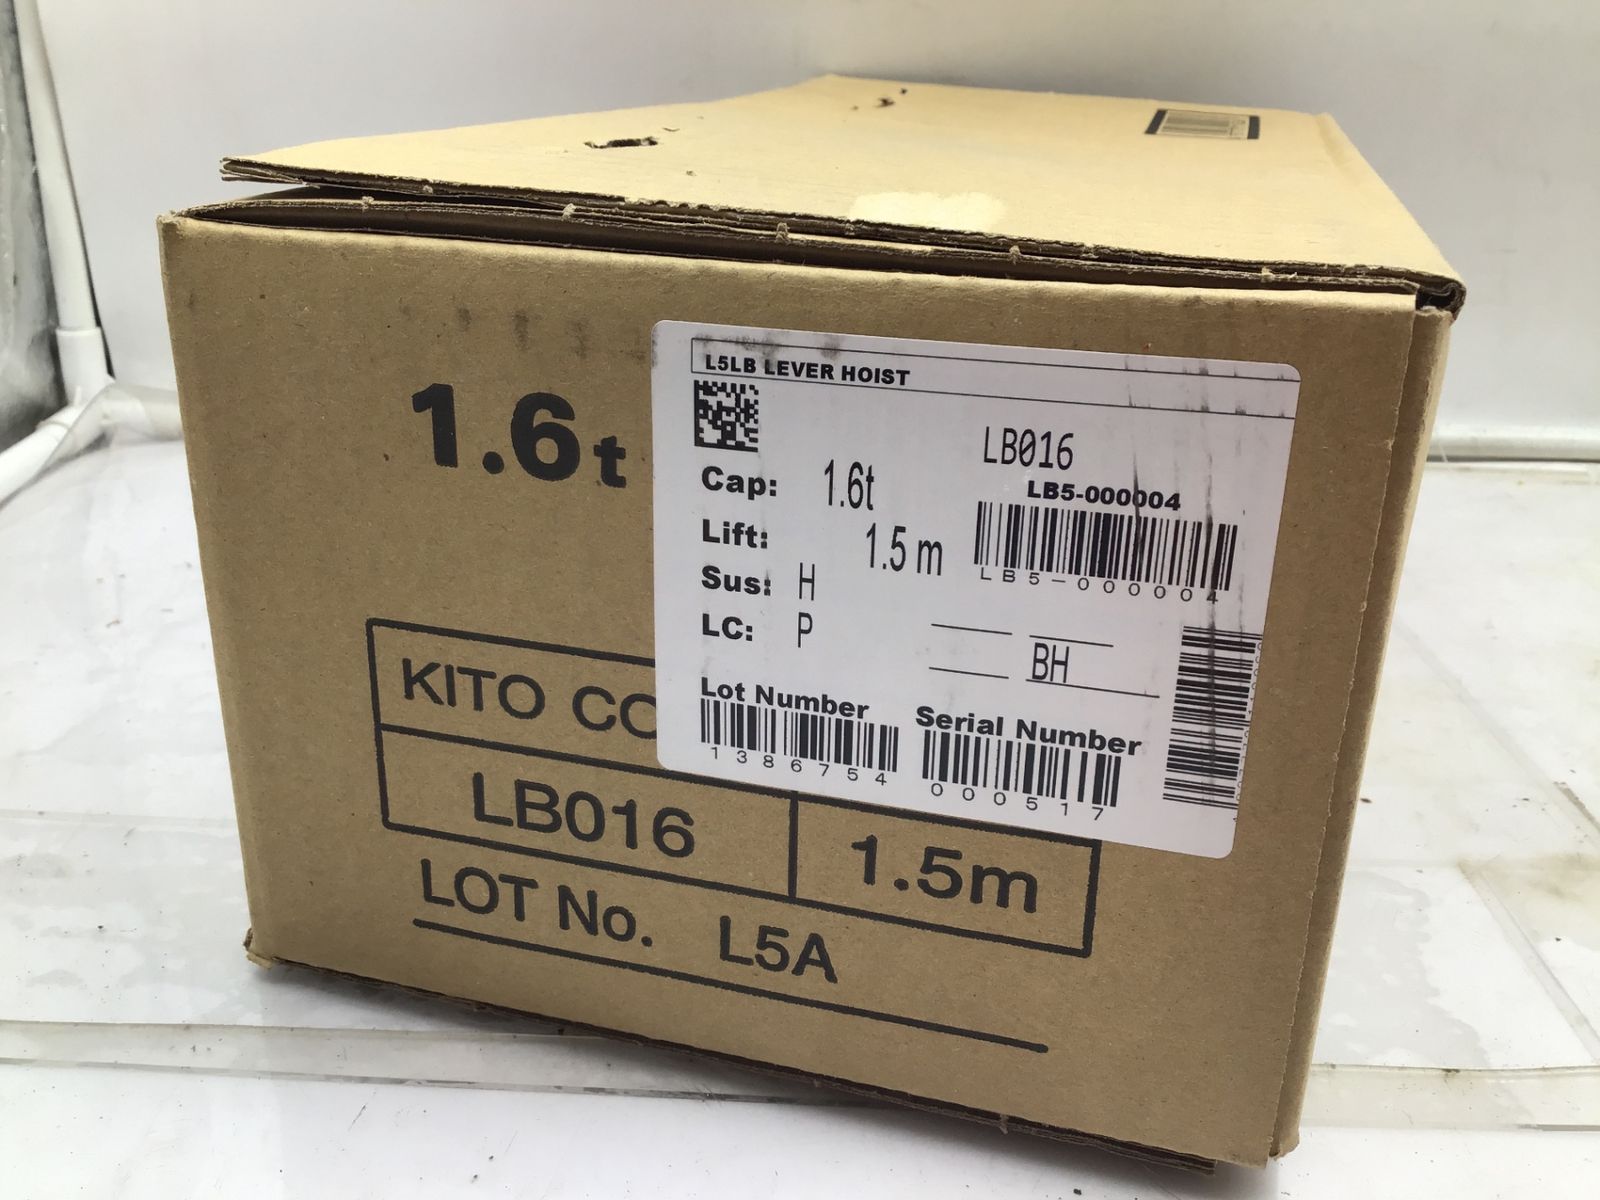 1.6t
KITO CO
LB016 1.5m
LOT No. L5A
L5LB LEVER HOIST
LB016
Cap: 1.6t
LB5-000004
LB5-000004
Lift: 1.5 m
Sus: H
LC: P
BH
Lot Number
1386754
Serial Number
000517